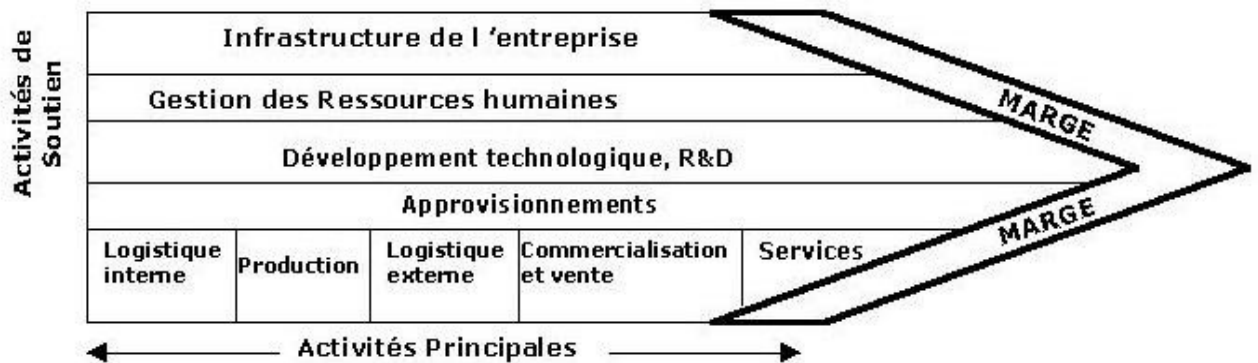 Activités de
Soutien
Infrastructure de l 'entreprise
Gestion des Ressources humaines
Développement technologique, R&D
Approvisionnements
Logistique
interne
Production
Logistique
externe
Commercialisation
et vente
Services
MARGE
MARGE
Activités Principales